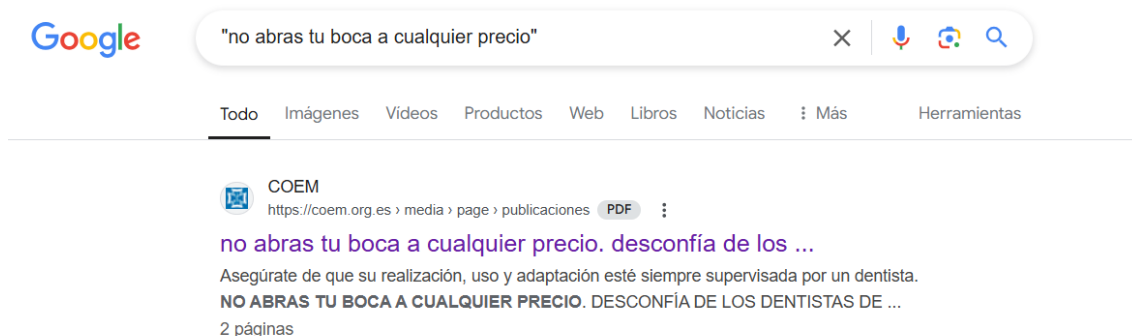 Google
"no abras tu boca a cualquier precio"
Todo Imágenes Vídeos Productos Web Libros Noticias Más Herramientas
COEM
https://coem.org.es › media › page › publicaciones PDF
no abras tu boca a cualquier precio. desconfía de los ...
Asegúrate de que su realización, uso y adaptación esté siempre supervisada por un dentista.
NO ABRAS TU BOCA A CUALQUIER PRECIO. DESCONFÍA DE LOS DENTISTAS DE ...
2 páginas